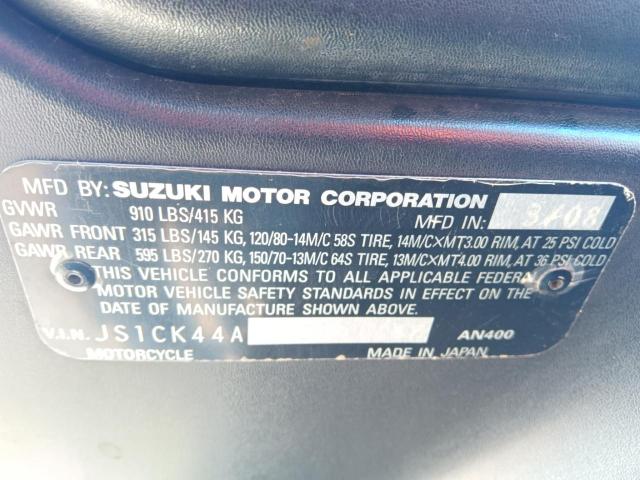 MFD BY: SUZUKI MOTOR CORPORATION
GVWR 910 LBS/415 KG MFD IN: 3/08
GAWR FRONT 315 LBS/145 KG, 120/80-14M/C 58S TIRE, 14M/C×MT3.00 RIM, AT 25 PSI COLD
GAWR REAR 595 LBS/270 KG, 150/70-13M/C 64S TIRE, 13M/C×MT4.00 RIM, AT 36 PSI COLD
THIS VEHICLE CONFORMS TO ALL APPLICABLE FEDERAL
MOTOR VEHICLE SAFETY STANDARDS IN EFFECT ON THE
DATE OF MANUFACTURE SHOWN ABOVE.
V.I.N. JS1CK44A AN400
MOTORCYCLE MADE IN JAPAN